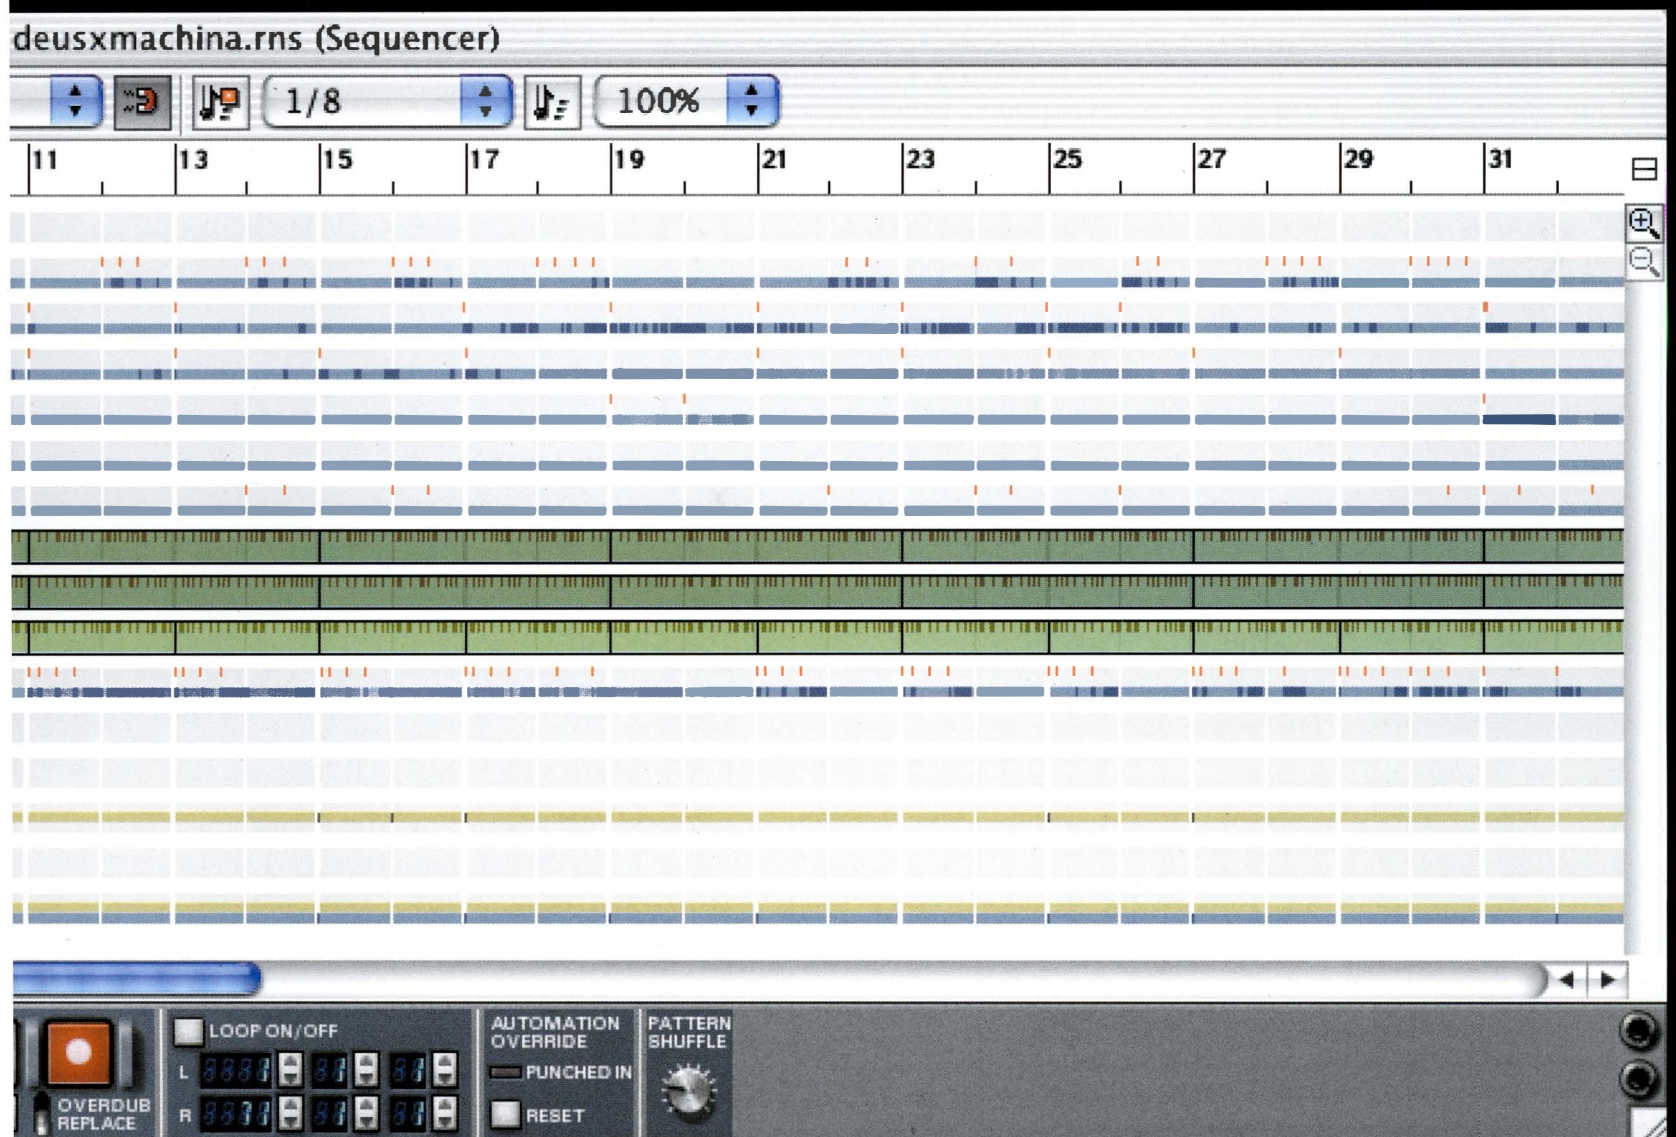 deusxmachina.rns (Sequencer)
1/8
100%
11 13 15 17 19 21 23 25 27 29 31
LOOP ON/OFF
L
R
OVERDUB
REPLACE
AUTOMATION
OVERRIDE
PUNCHED IN
RESET
PATTERN
SHUFFLE